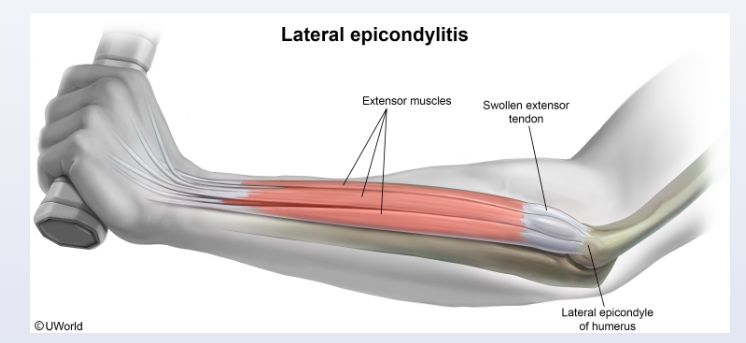 Lateral epicondylitis
Extensor muscles
Swollen extensor
tendon
Lateral epicondyle
of humerus
©UWorld